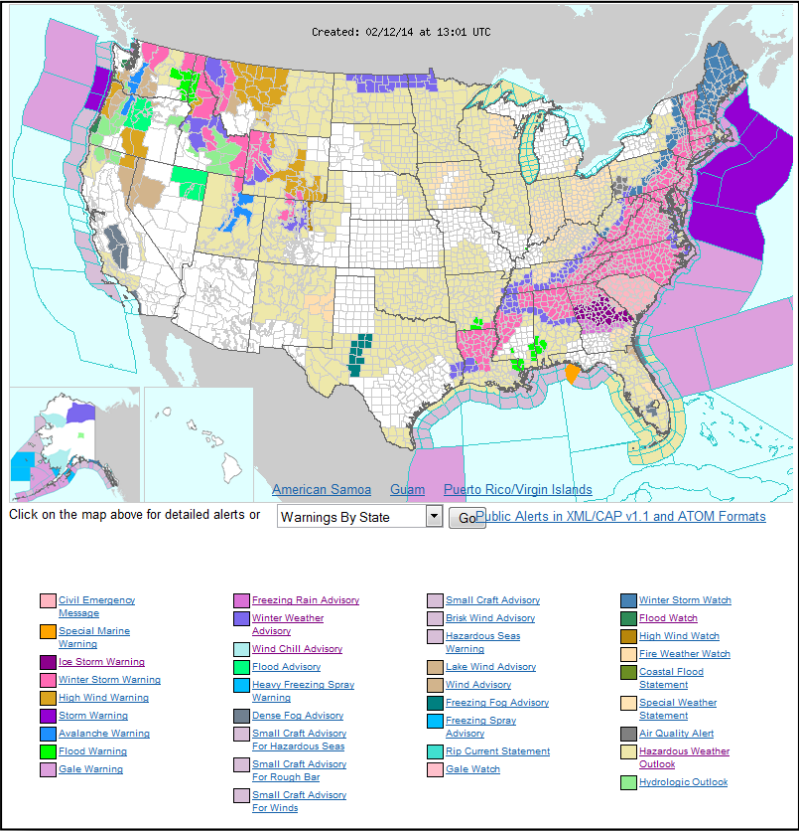 Created: 02/12/14 at 13:01 UTC
American Samoa Guam Puerto Rico/Virgin Islands
Click on the map above for detailed alerts or Warnings By State Go Public Alerts in XML/CAP v1.1 and ATOM Formats
Civil Emergency
Message
Special Marine
Warning
Ice Storm Warning
Winter Storm Warning
High Wind Warning
Storm Warning
Avalanche Warning
Flood Warning
Gale Warning
Freezing Rain Advisory
Winter Weather
Advisory
Wind Chill Advisory
Flood Advisory
Heavy Freezing Spray
Warning
Dense Fog Advisory
Small Craft Advisory
For Hazardous Seas
Small Craft Advisory
For Rough Bar
Small Craft Advisory
For Winds
Small Craft Advisory
Brisk Wind Advisory
Hazardous Seas
Warning
Lake Wind Advisory
Wind Advisory
Freezing Fog Advisory
Freezing Spray
Advisory
Rip Current Statement
Gale Watch
Winter Storm Watch
Flood Watch
High Wind Watch
Fire Weather Watch
Coastal Flood
Statement
Special Weather
Statement
Air Quality Alert
Hazardous Weather
Outlook
Hydrologic Outlook